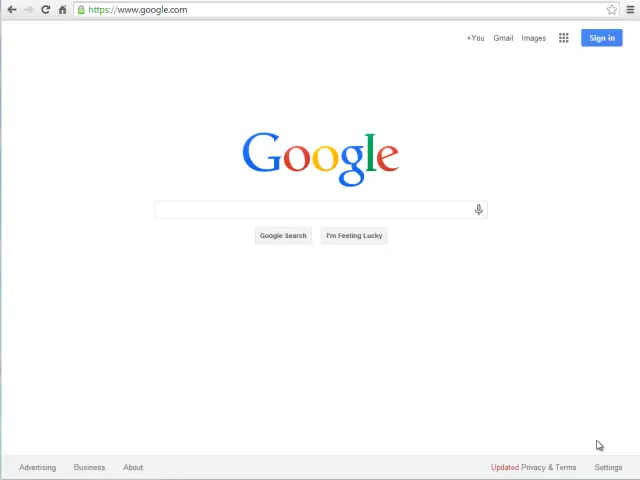 https://www.google.com
+You Gmail Images Sign in
Google
Google Search I'm Feeling Lucky
Advertising Business About Updated Privacy & Terms Settings